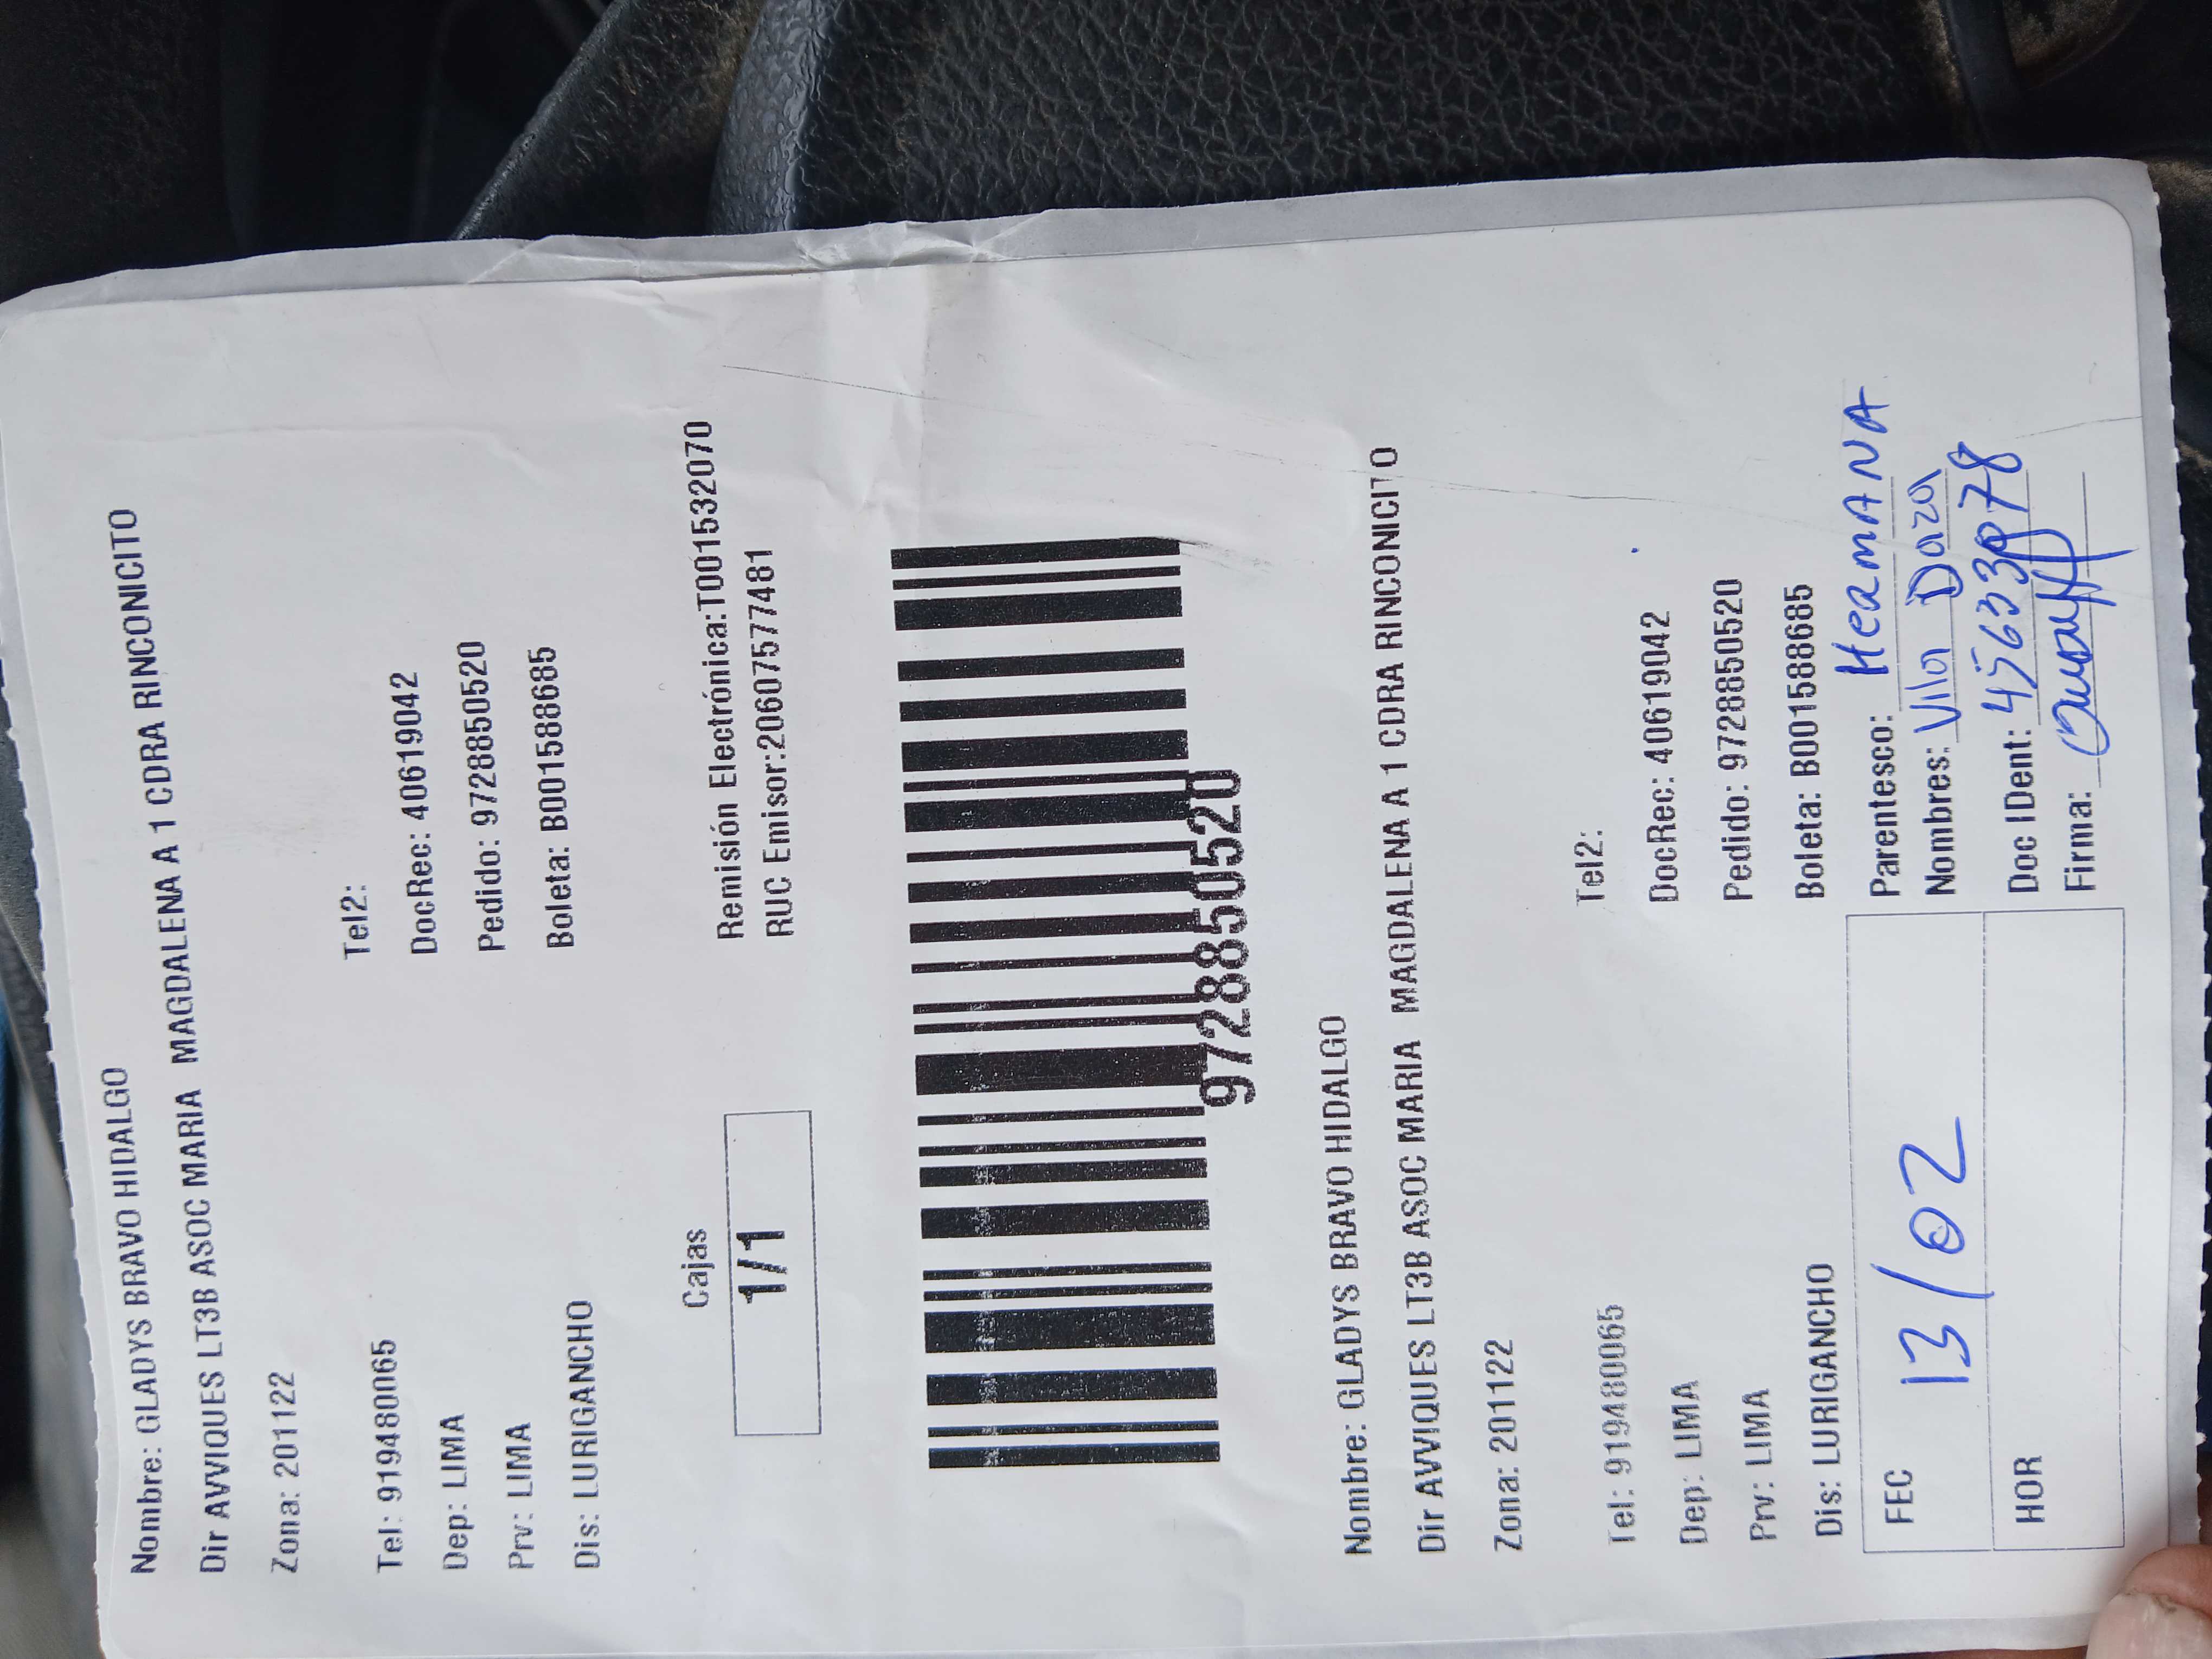 Nombre: GLADYS BRAVO HIDALGO
Dir AVVIQUES LT3B ASOC MARIA MAGDALENA A 1 CDRA RINCONICITO
Zona: 201122
Tel: 919480065 Tel2:
Dep: LIMA DocRec: 40619042
Prv: LIMA Pedido: 9728850520
Dis: LURIGANCHO Boleta: B001588685
Cajas
1/1
Remisión Electrónica:T001532070
RUC Emisor:20607577481
9728850520
Nombre: GLADYS BRAVO HIDALGO
Dir AVVIQUES LT3B ASOC MARIA MAGDALENA A 1 CDRA RINCONICITO
Zona: 201122
Tel: 919480065 Tel2:
Dep: LIMA DocRec: 40619042
Prv: LIMA Pedido: 9728850520
Dis: LURIGANCHO Boleta: B001588685
FEC 13/02
HOR
Parentesco: HermANA
Nombres: Vila Daza
Doc IDent:
Firma: